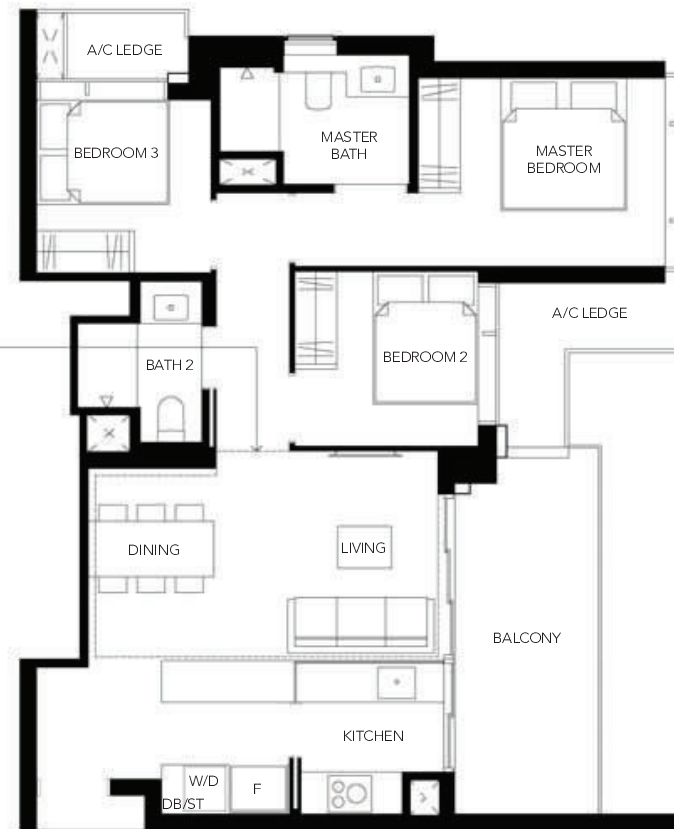 A/C LEDGE
BEDROOM 3
MASTER
BATH
MASTER
BEDROOM
A/C LEDGE
BATH 2
BEDROOM 2
DINING
LIVING
BALCONY
KITCHEN
W/D
F
DB/ST